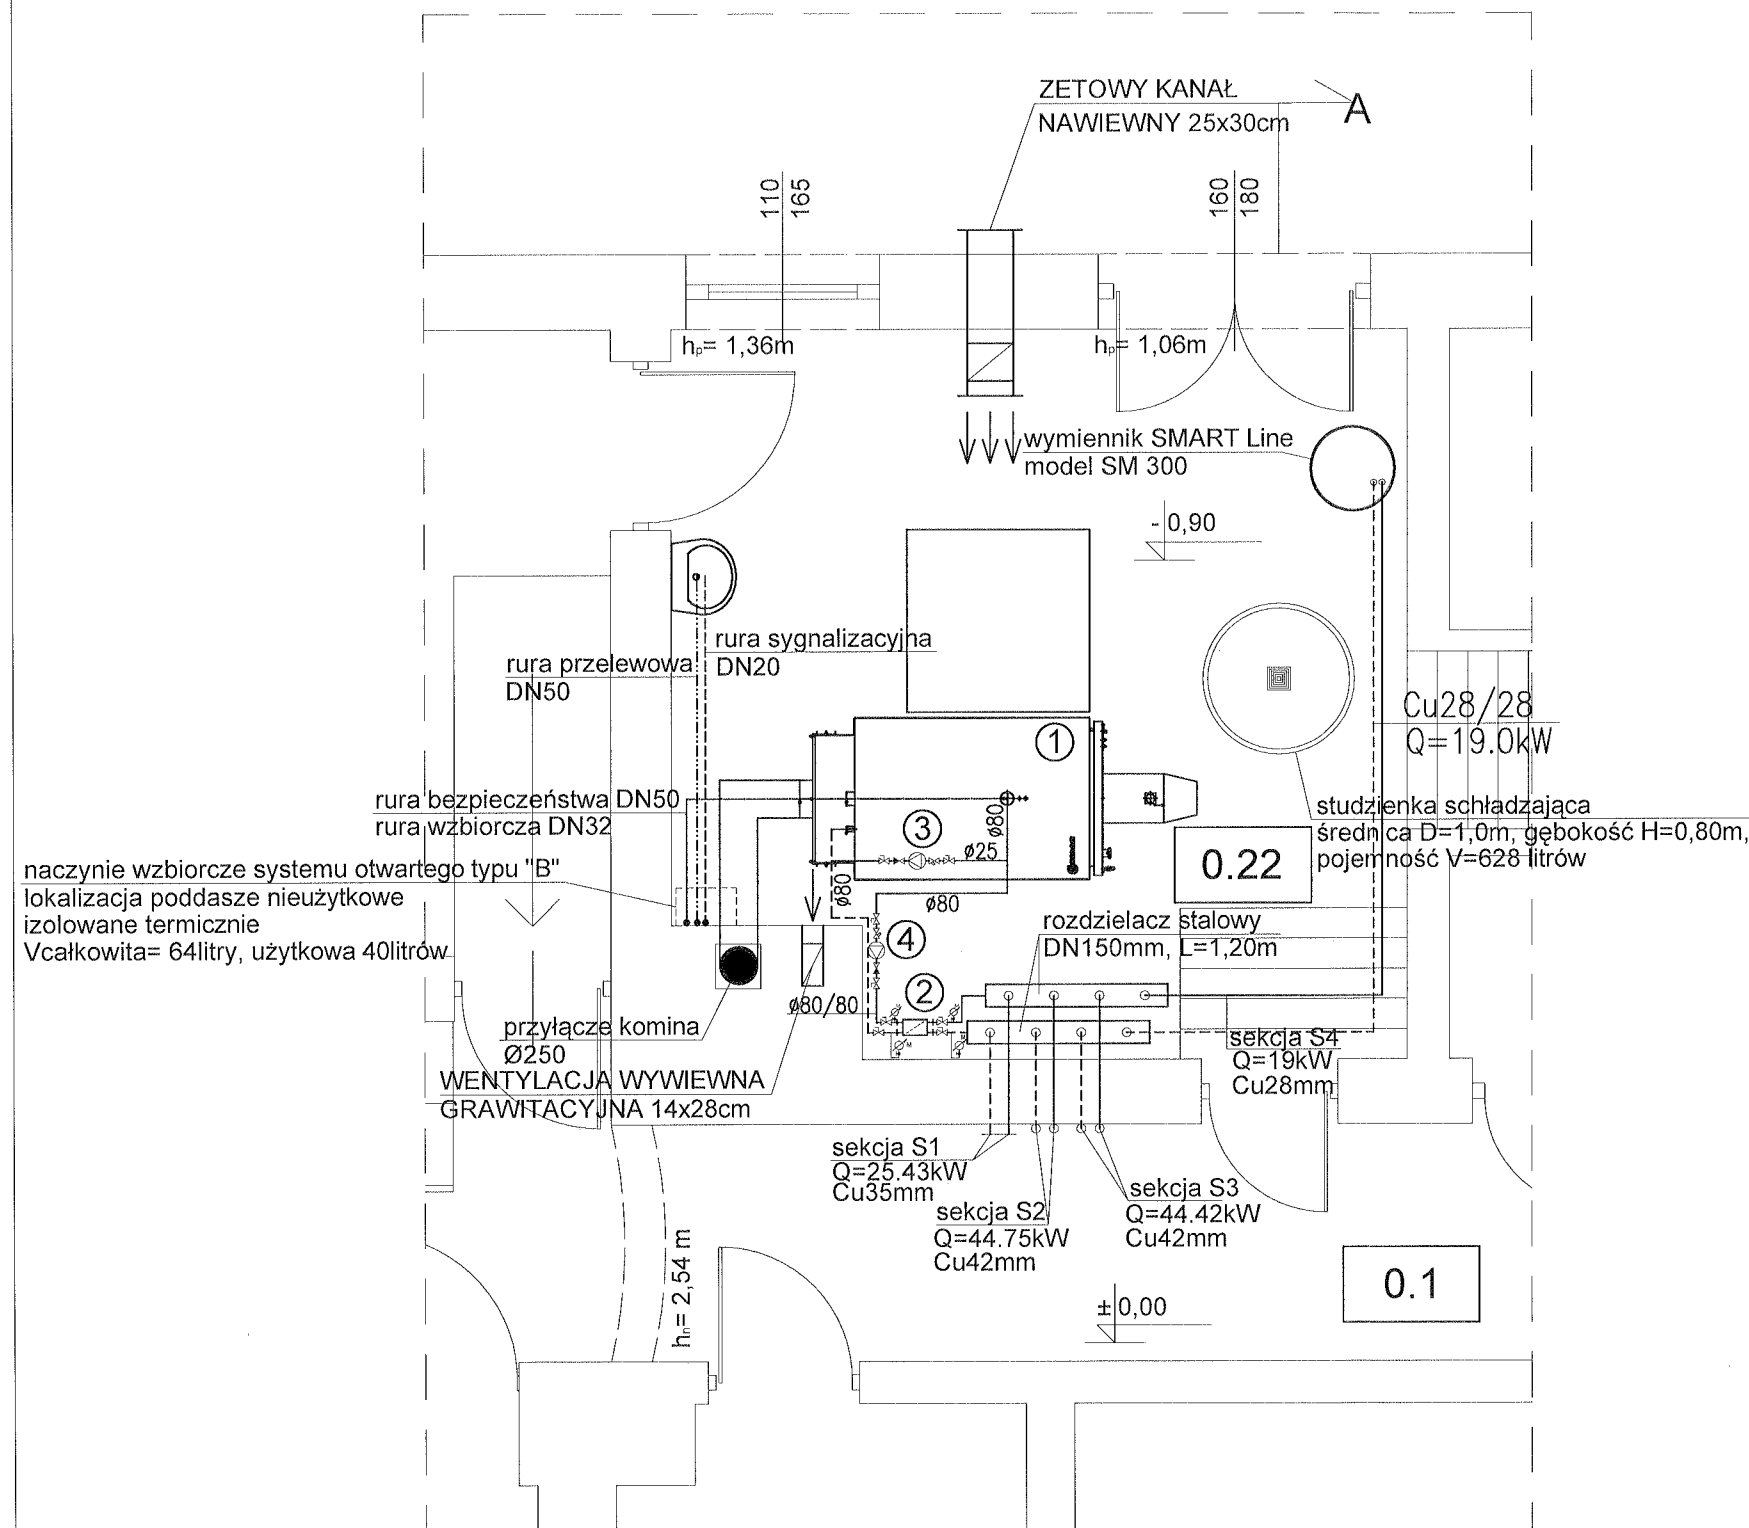 ZETOWY KANAŁ
NAWIEWNY 25x30cm
A
110
165
160
180
hp= 1,36m
hp= 1,06m
wymiennik SMART Line
model SM 300
- 0,90
rura sygnalizacyjna
DN20
rura przelewowa
DN50
Cu28/28
Q=19.0kW
1
rura bezpieczeństwa DN50
rura wzbiorcza DN32
ø80
3
ø25
studzienka schładzająca
średnica D=1,0m, gębokość H=0,80m,
pojemność V=628 litrów
0.22
naczynie wzbiorcze systemu otwartego typu "B"
lokalizacja poddasze nieużytkowe
izolowane termicznie
Vcałkowita= 64litry, użytkowa 40litrów
ø80
ø80
rozdzielacz stalowy
DN150mm, L=1,20m
4
2
ø80/80
przyłącze komina
Ø250
WENTYLACJA WYWIEWNA
GRAWITACYJNA 14x28cm
M
M
sekcja S4
Q=19kW
Cu28mm
sekcja S1
Q=25.43kW
Cu35mm
sekcja S2
Q=44.75kW
Cu42mm
sekcja S3
Q=44.42kW
Cu42mm
hn= 2,54 m
0.1
± 0,00